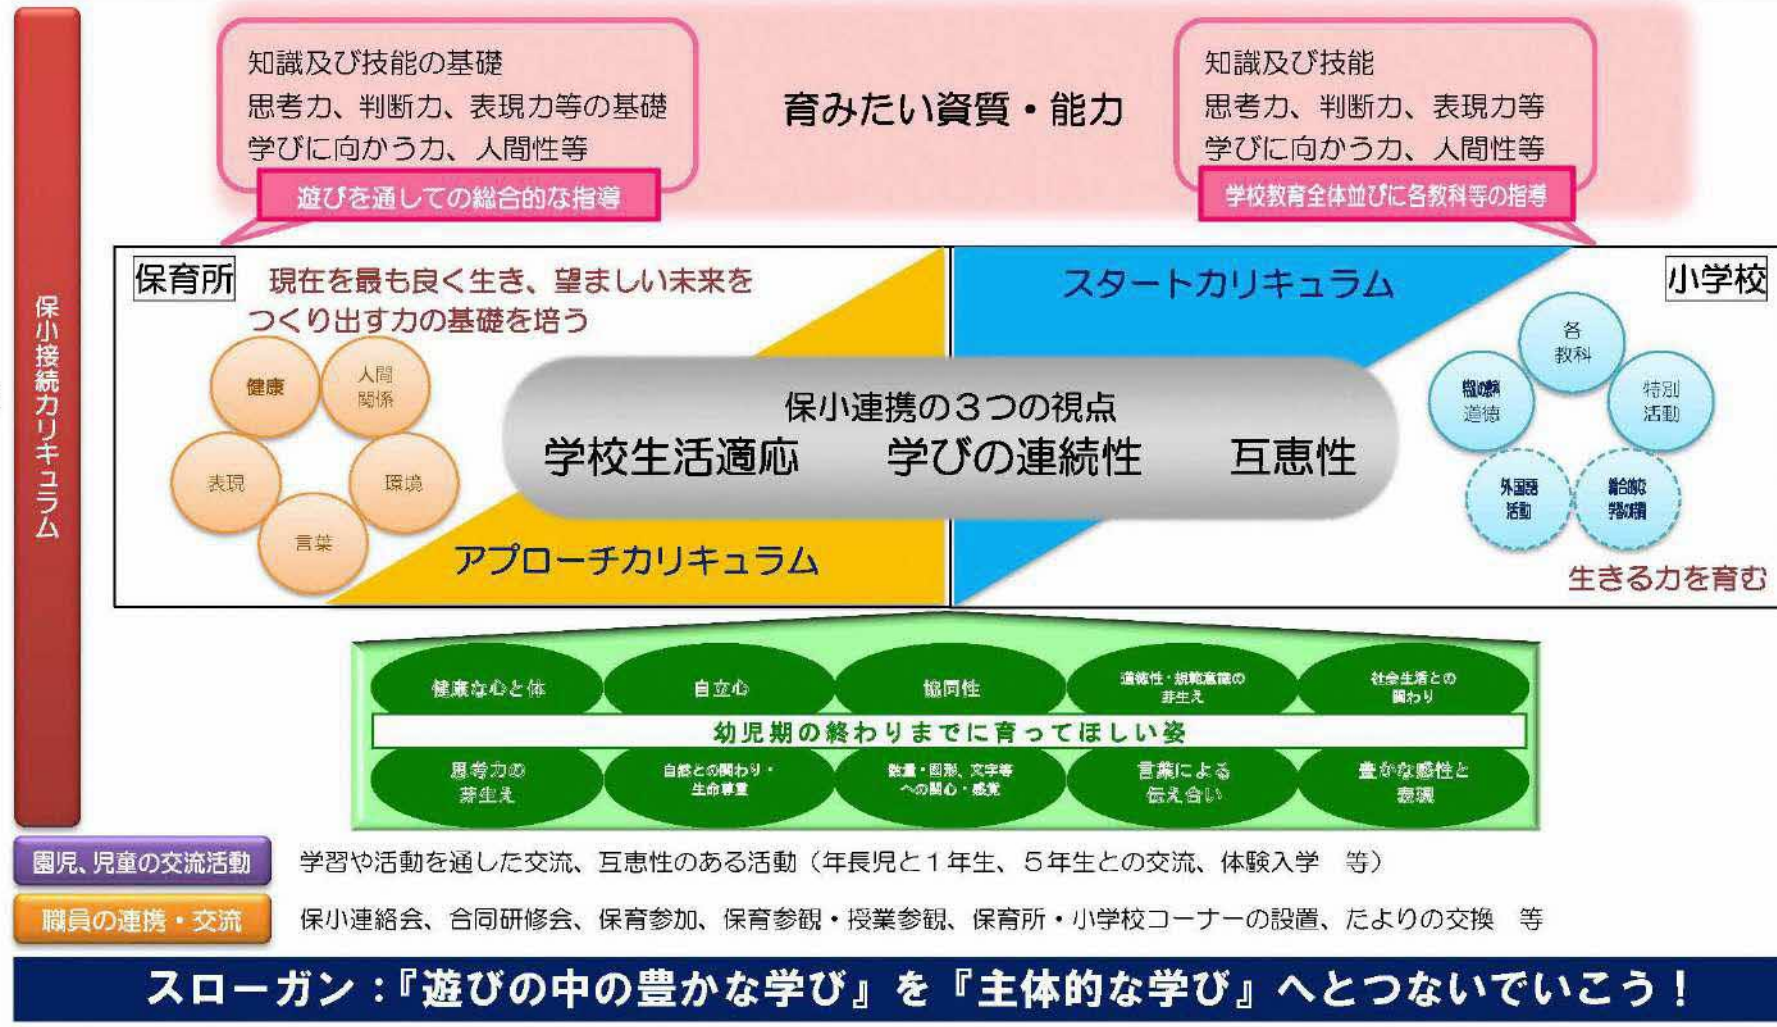 知識及び技能の基礎
思考力、判断力、表現力等の基礎
学びに向かう力、人間性等
遊びを通しての総合的な指導
育みたい資質・能力
知識及び技能
思考力、判断力、表現力等
学びに向かう力、人間性等
学校教育全体並びに各教科等の指導
保小接続カリキュラム
保育所
現在を最も良く生き、望ましい未来を
つくり出す力の基礎を培う
健康
人間
関係
表現
環境
言葉
アプローチカリキュラム
スタートカリキュラム
保小連携の3つの視点
学校生活適応 学びの連続性 互恵性
小学校
各
教科
道徳
特別
活動
外国語
活動
総合的な
生きる力を育む
健康な心と体
自立心
協同性
道徳性・規範意識の
芽生え
社会生活との
関わり
幼児期の終わりまでに育ってほしい姿
思考力の
芽生え
自然との関わり・
生命尊重
数量・図形、文字等
への関心・感覚
言葉による
伝え合い
豊かな感性と
表現
園児、児童の交流活動
学習や活動を通した交流、互恵性のある活動（年長児と1年生、5年生との交流、体験入学 等）
職員の連携・交流
保小連絡会、合同研修会、保育参加、保育参観・授業参観、保育所・小学校コーナーの設置、たよりの交換 等
スローガン：『遊びの中の豊かな学び』を『主体的な学び』へとつないでいこう！